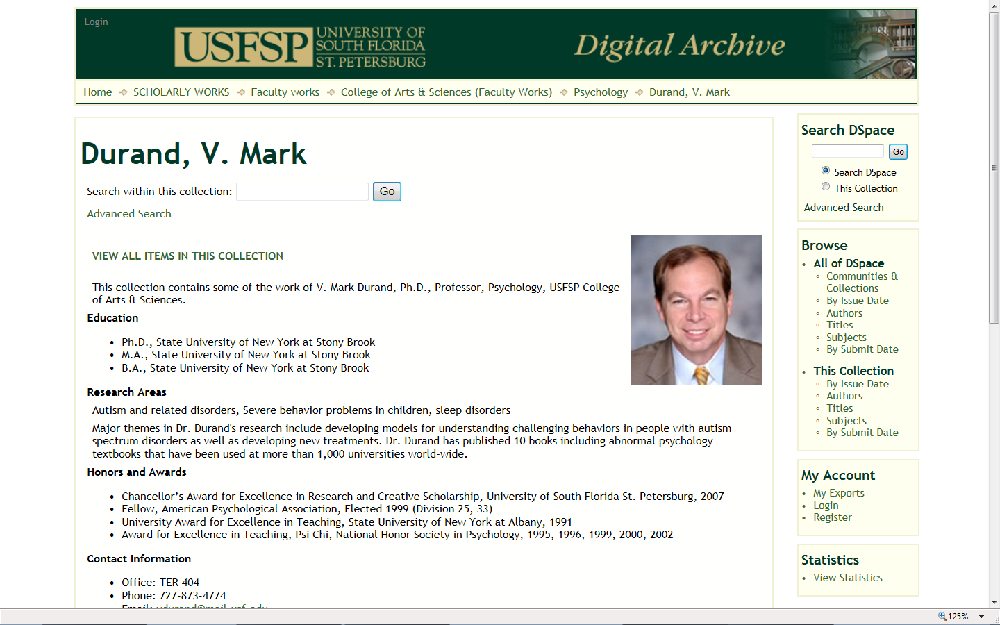 Login
USFSP UNIVERSITY OF
SOUTH FLORIDA
ST. PETERSBURG
Digital Archive
Home SCHOLARLY WORKS Faculty works College of Arts & Sciences (Faculty Works) Psychology Durand, V. Mark
Durand, V. Mark
Search within this collection: Go
Advanced Search
VIEW ALL ITEMS IN THIS COLLECTION
This collection contains some of the work of V. Mark Durand, Ph.D., Professor, Psychology, USFSP College
of Arts & Sciences.
Education
• Ph.D., State University of New York at Stony Brook
• M.A., State University of New York at Stony Brook
• B.A., State University of New York at Stony Brook
Research Areas
Autism and related disorders, Severe behavior problems in children, sleep disorders
Major themes in Dr. Durand's research include developing models for understanding challenging behaviors in people with autism
spectrum disorders as well as developing new treatments. Dr. Durand has published 10 books including abnormal psychology
textbooks that have been used at more than 1,000 universities world-wide.
Honors and Awards
• Chancellor’s Award for Excellence in Research and Creative Scholarship, University of South Florida St. Petersburg, 2007
• Fellow, American Psychological Association, Elected 1999 (Division 25, 33)
• University Award for Excellence in Teaching, State University of New York at Albany, 1991
• Award for Excellence in Teaching, Psi Chi, National Honor Society in Psychology, 1995, 1996, 1999, 2000, 2002
Contact Information
• Office: TER 404
• Phone: 727-873-4774
• Email: vdurand@mail.usf.edu
Search DSpace
Go
Search DSpace
This Collection
Advanced Search
Browse
• All of DSpace
◦ Communities &
Collections
◦ By Issue Date
◦ Authors
◦ Titles
◦ Subjects
◦ By Submit Date
• This Collection
◦ By Issue Date
◦ Authors
◦ Titles
◦ Subjects
◦ By Submit Date
My Account
• My Exports
• Login
• Register
Statistics
• View Statistics
125%